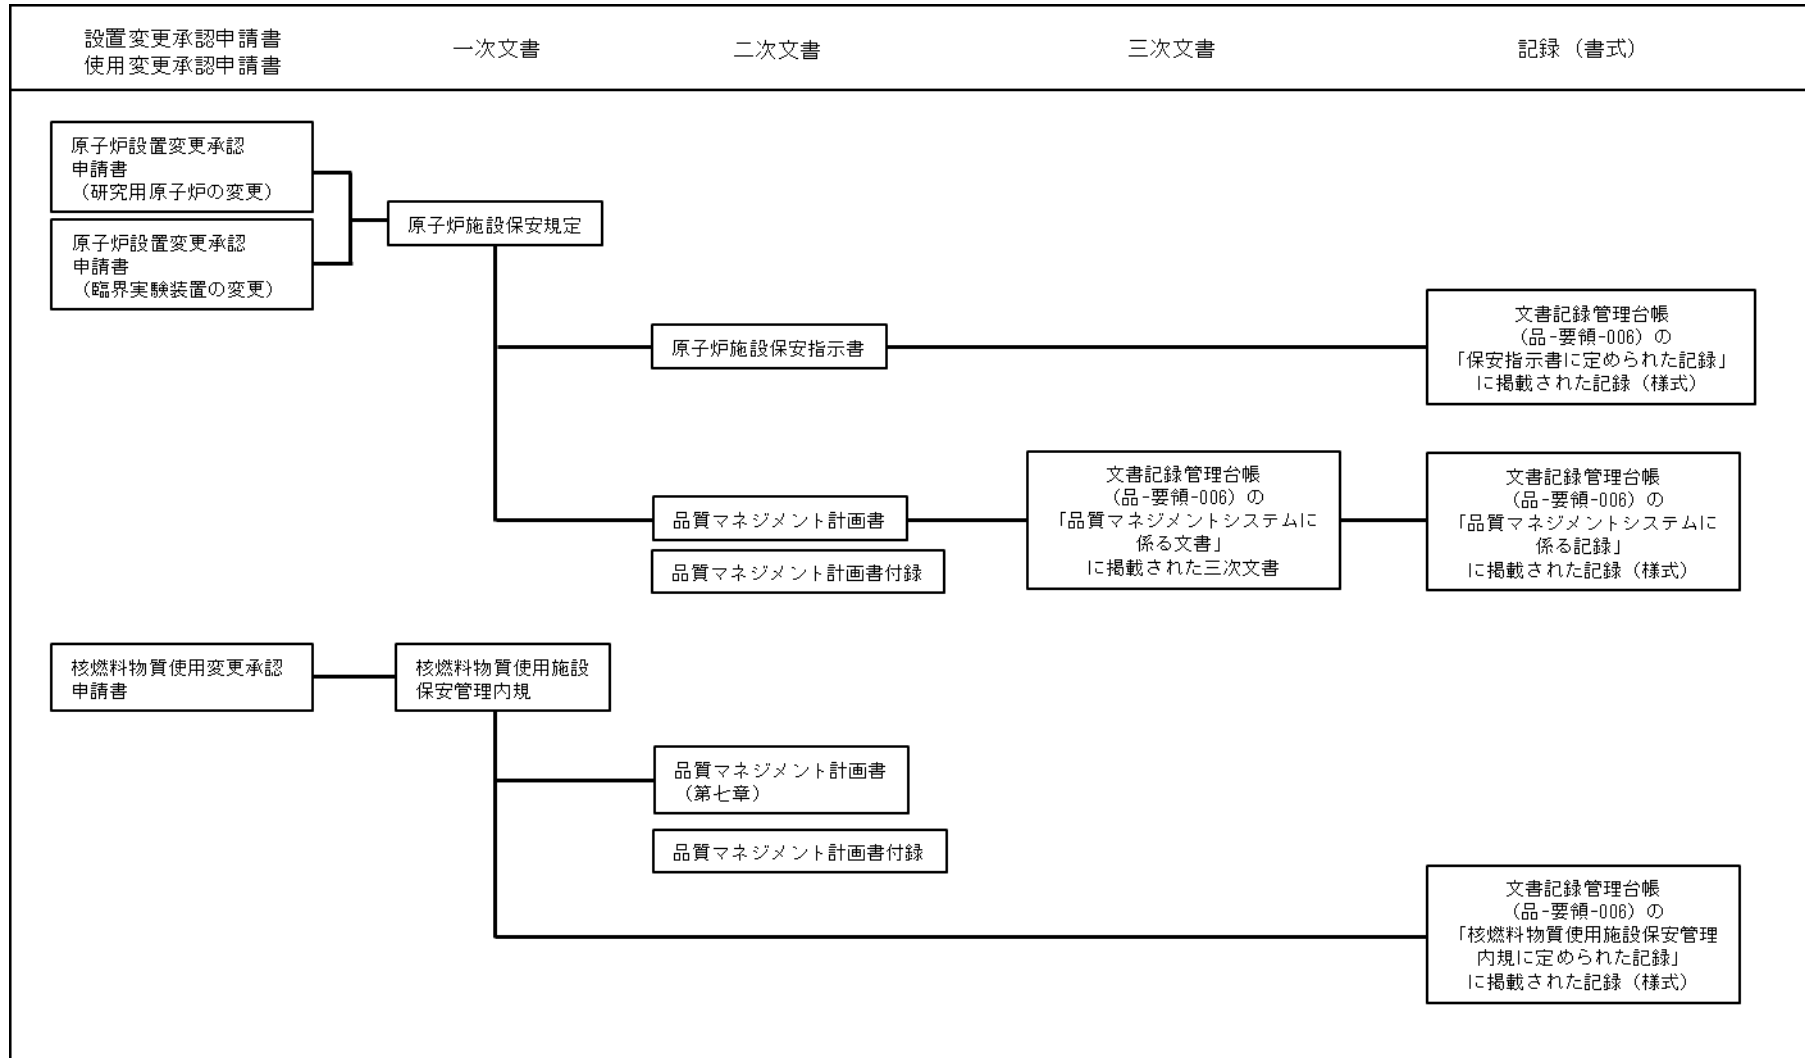 設置変更承認申請書
使用変更承認申請書
一次文書
二次文書
三次文書
記録（書式）
原子炉設置変更承認
申請書
（研究用原子炉の変更）
原子炉設置変更承認
申請書
（臨界実験装置の変更）
原子炉施設保安規定
原子炉施設保安指示書
文書記録管理台帳
（品-要領-006）の
「保安指示書に定められた記録」
に掲載された記録（様式）
品質マネジメント計画書
品質マネジメント計画書付録
文書記録管理台帳
（品-要領-006）の
「品質マネジメントシステムに
係る文書」
に掲載された三次文書
文書記録管理台帳
（品-要領-006）の
「品質マネジメントシステムに
係る記録」
に掲載された記録（様式）
核燃料物質使用変更承認
申請書
核燃料物質使用施設
保安管理内規
品質マネジメント計画書
（第七章）
品質マネジメント計画書付録
文書記録管理台帳
（品-要領-006）の
「核燃料物質使用施設保安管理
内規に定められた記録」
に掲載された記録（様式）